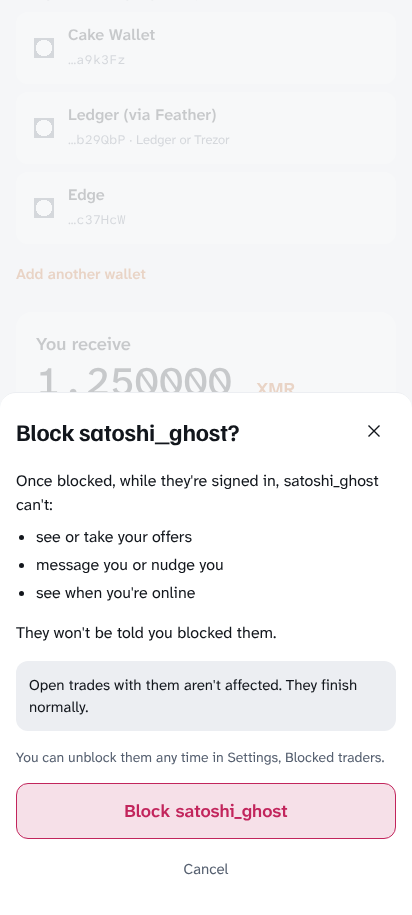 Cake Wallet
…a9k3Fz
Ledger (via Feather)
…b29QbP · Ledger or Trezor
Edge
…c37HcW
Add another wallet
You receive
1.250000 XMR
Block satoshi_ghost?
Once blocked, while they're signed in, satoshi_ghost
can't:
• see or take your offers
• message you or nudge you
• see when you're online
They won't be told you blocked them.
Open trades with them aren't affected. They finish
normally.
You can unblock them any time in Settings, Blocked traders.
Block satoshi_ghost
Cancel